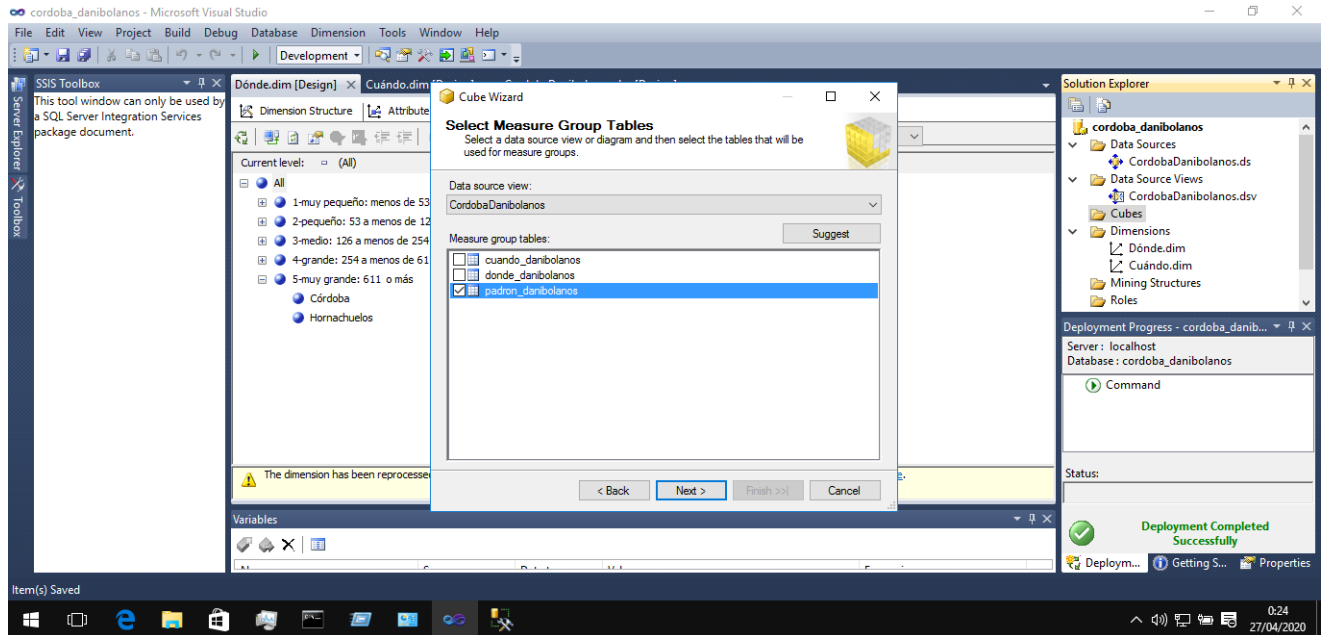 cordoba_danibolanos - Microsoft Visual Studio
File Edit View Project Build Debug Database Dimension Tools Window Help
Development
SSIS Toolbox
This tool window can only be used by
a SQL Server Integration Services
package document.
Server Explorer
Toolbox
Dónde.dim [Design]
Cuándo.dim
Dimension Structure
Attribute
Current level: (All)
All
1-muy pequeño: menos de 53
2-pequeño: 53 a menos de 12
3-medio: 126 a menos de 254
4-grande: 254 a menos de 61
5-muy grande: 611 o más
Córdoba
Hornachuelos
The dimension has been reprocesse
Cube Wizard
Select Measure Group Tables
Select a data source view or diagram and then select the tables that will be
used for measure groups.
Data source view:
CordobaDanibolanos
Measure group tables:
Suggest
cuando_danibolanos
donde_danibolanos
padron_danibolanos
< Back
Next >
Finish >>|
Cancel
Variables
Solution Explorer
cordoba_danibolanos
Data Sources
CordobaDanibolanos.ds
Data Source Views
CordobaDanibolanos.dsv
Cubes
Dimensions
Dónde.dim
Cuándo.dim
Mining Structures
Roles
Deployment Progress - cordoba_danib...
Server : localhost
Database : cordoba_danibolanos
Command
Status:
Deployment Completed
Successfully
Deploym...
Getting S...
Properties
Item(s) Saved
0:24
27/04/2020